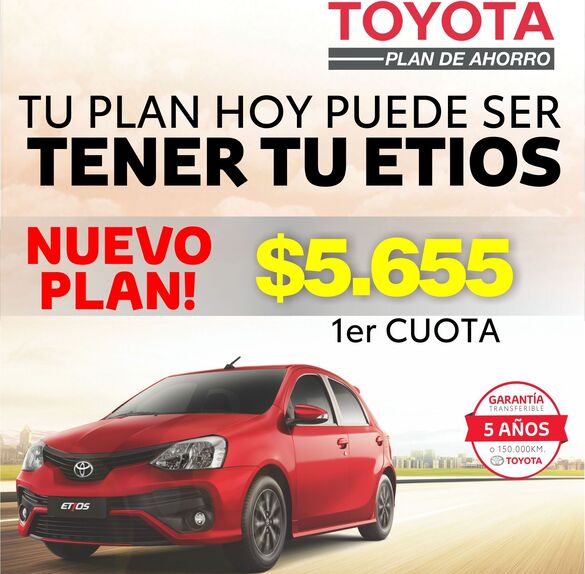 TOYOTA
PLAN DE AHORRO
TU PLAN HOY PUEDE SER
TENER TU ETIOS
NUEVO
PLAN!
$5.655
1er CUOTA
GARANTÍA
TRANSFERIBLE
5 AÑOS
o 150.000KM.
TOYOTA
ETIOS